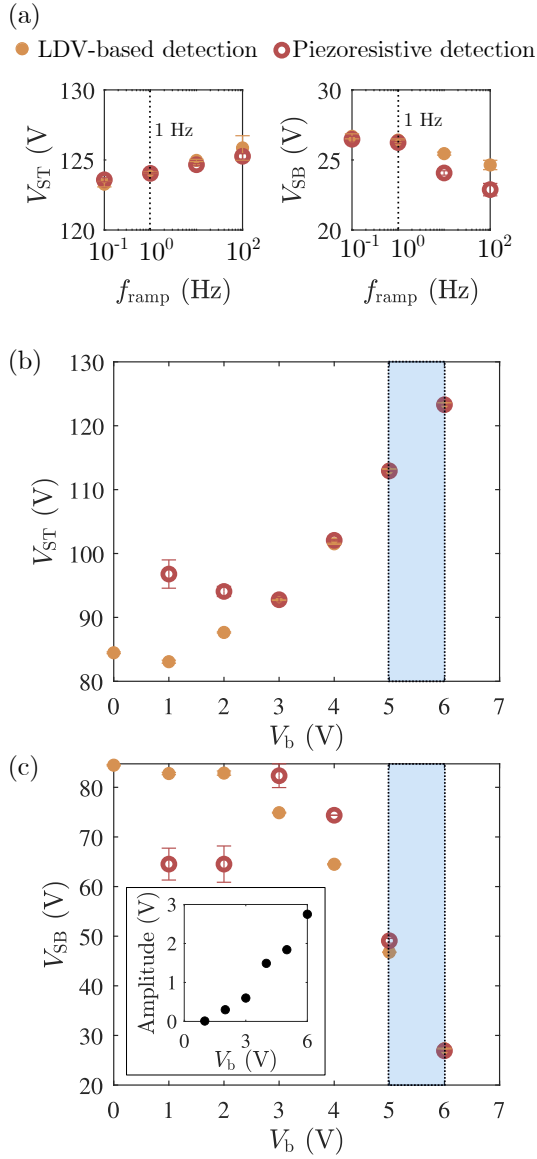 (a)
LDV-based detection Piezoresistive detection
130 30
V_ST (V V_SB (V)
1 Hz 1 Hz
125 25
120 20
10^-1 10^0 10^2 10^-1 10^0 10^2
f_ramp (Hz) f_ramp (Hz)
(b)
130
120
110
V_ST (V)
100
90
80
0 1 2 3 4 5 6 7
V_b (V)
(c)
80
70
60
V_SB (V)
50
40
30
20
3
Amplitude (V)
2
1
0
0 3 6
V_b (V)
0 1 2 3 4 5 6 7
V_b (V)